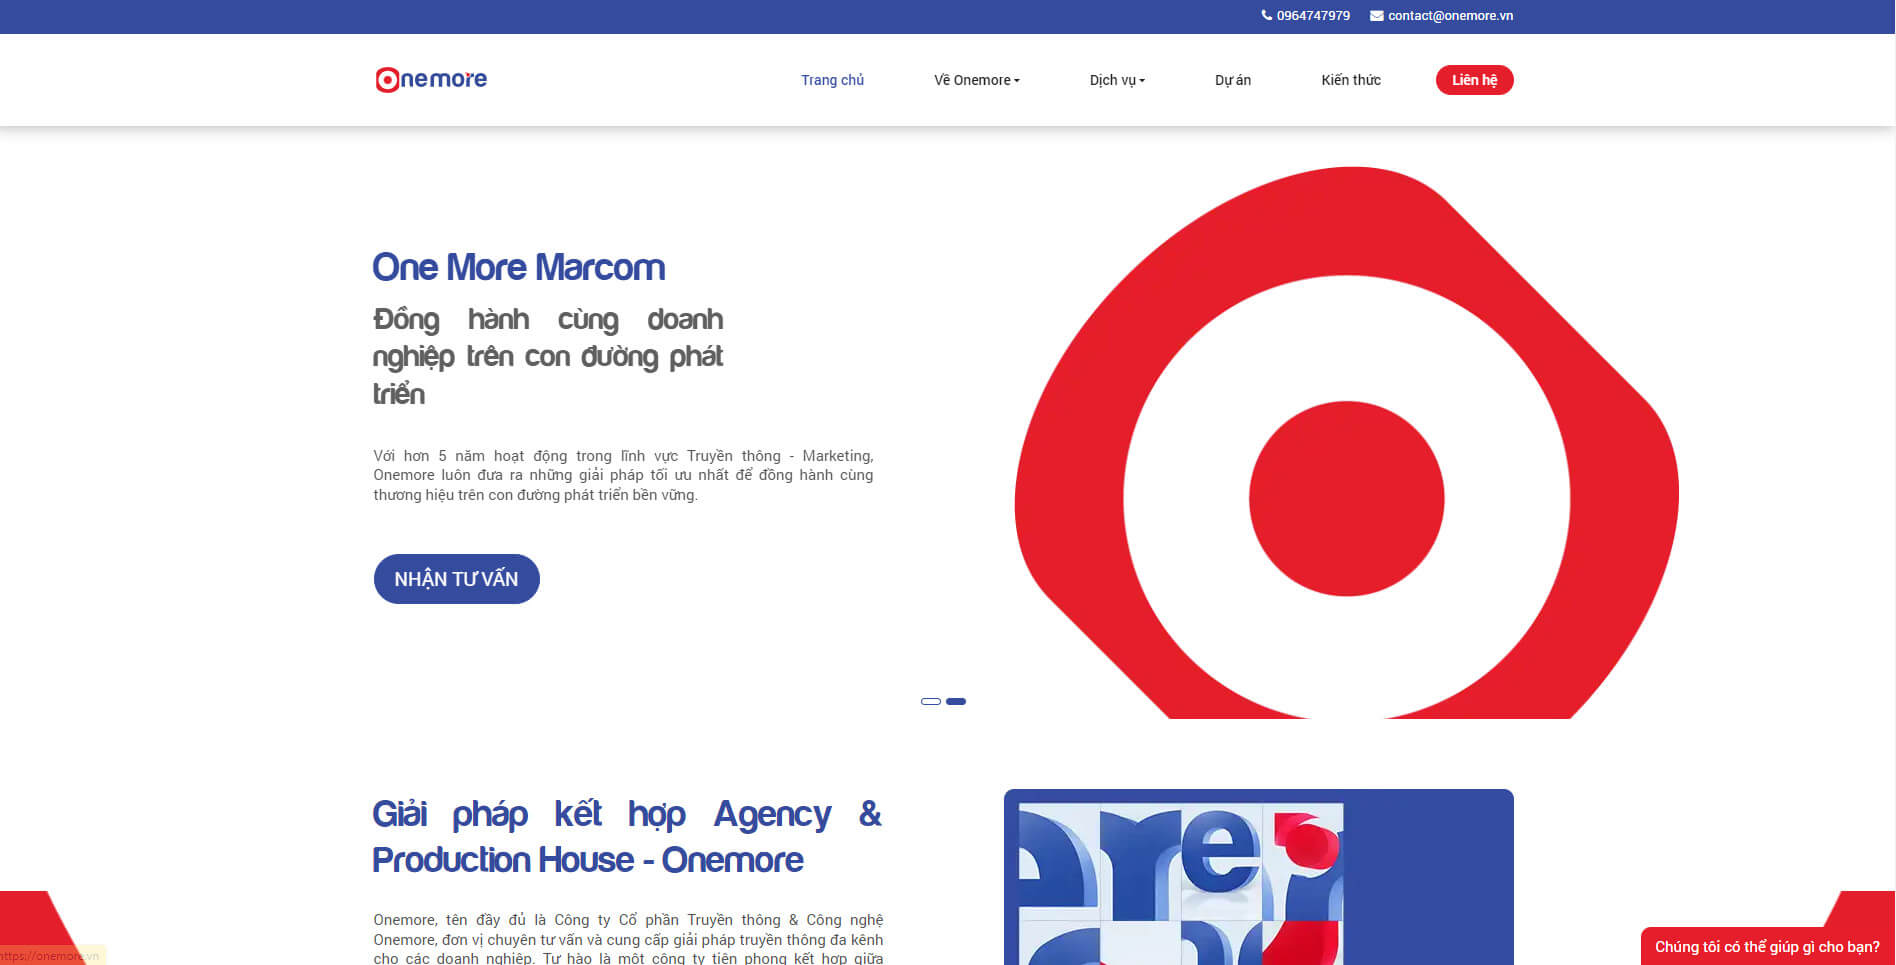 0964747979 contact@onemore.vn
Onemore
Trang chủ Về Onemore Dịch vụ Dự án Kiến thức Liên hệ
One More Marcom
Đồng hành cùng doanh
nghiệp trên con đường phát
triển
Với hơn 5 năm hoạt động trong lĩnh vực Truyền thông - Marketing,
Onemore luôn đưa ra những giải pháp tối ưu nhất để đồng hành cùng
thương hiệu trên con đường phát triển bền vững.
NHẬN TƯ VẤN
Giải pháp kết hợp Agency &
Production House - Onemore
Onemore, tên đầy đủ là Công ty Cổ phần Truyền thông & Công nghệ
Onemore, đơn vị chuyên tư vấn và cung cấp giải pháp truyền thông đa kênh
cho các doanh nghiệp. Tự hào là một công ty tiên phong kết hợp giữa
Chúng tôi có thể giúp gì cho bạn?
https://onemore.vn